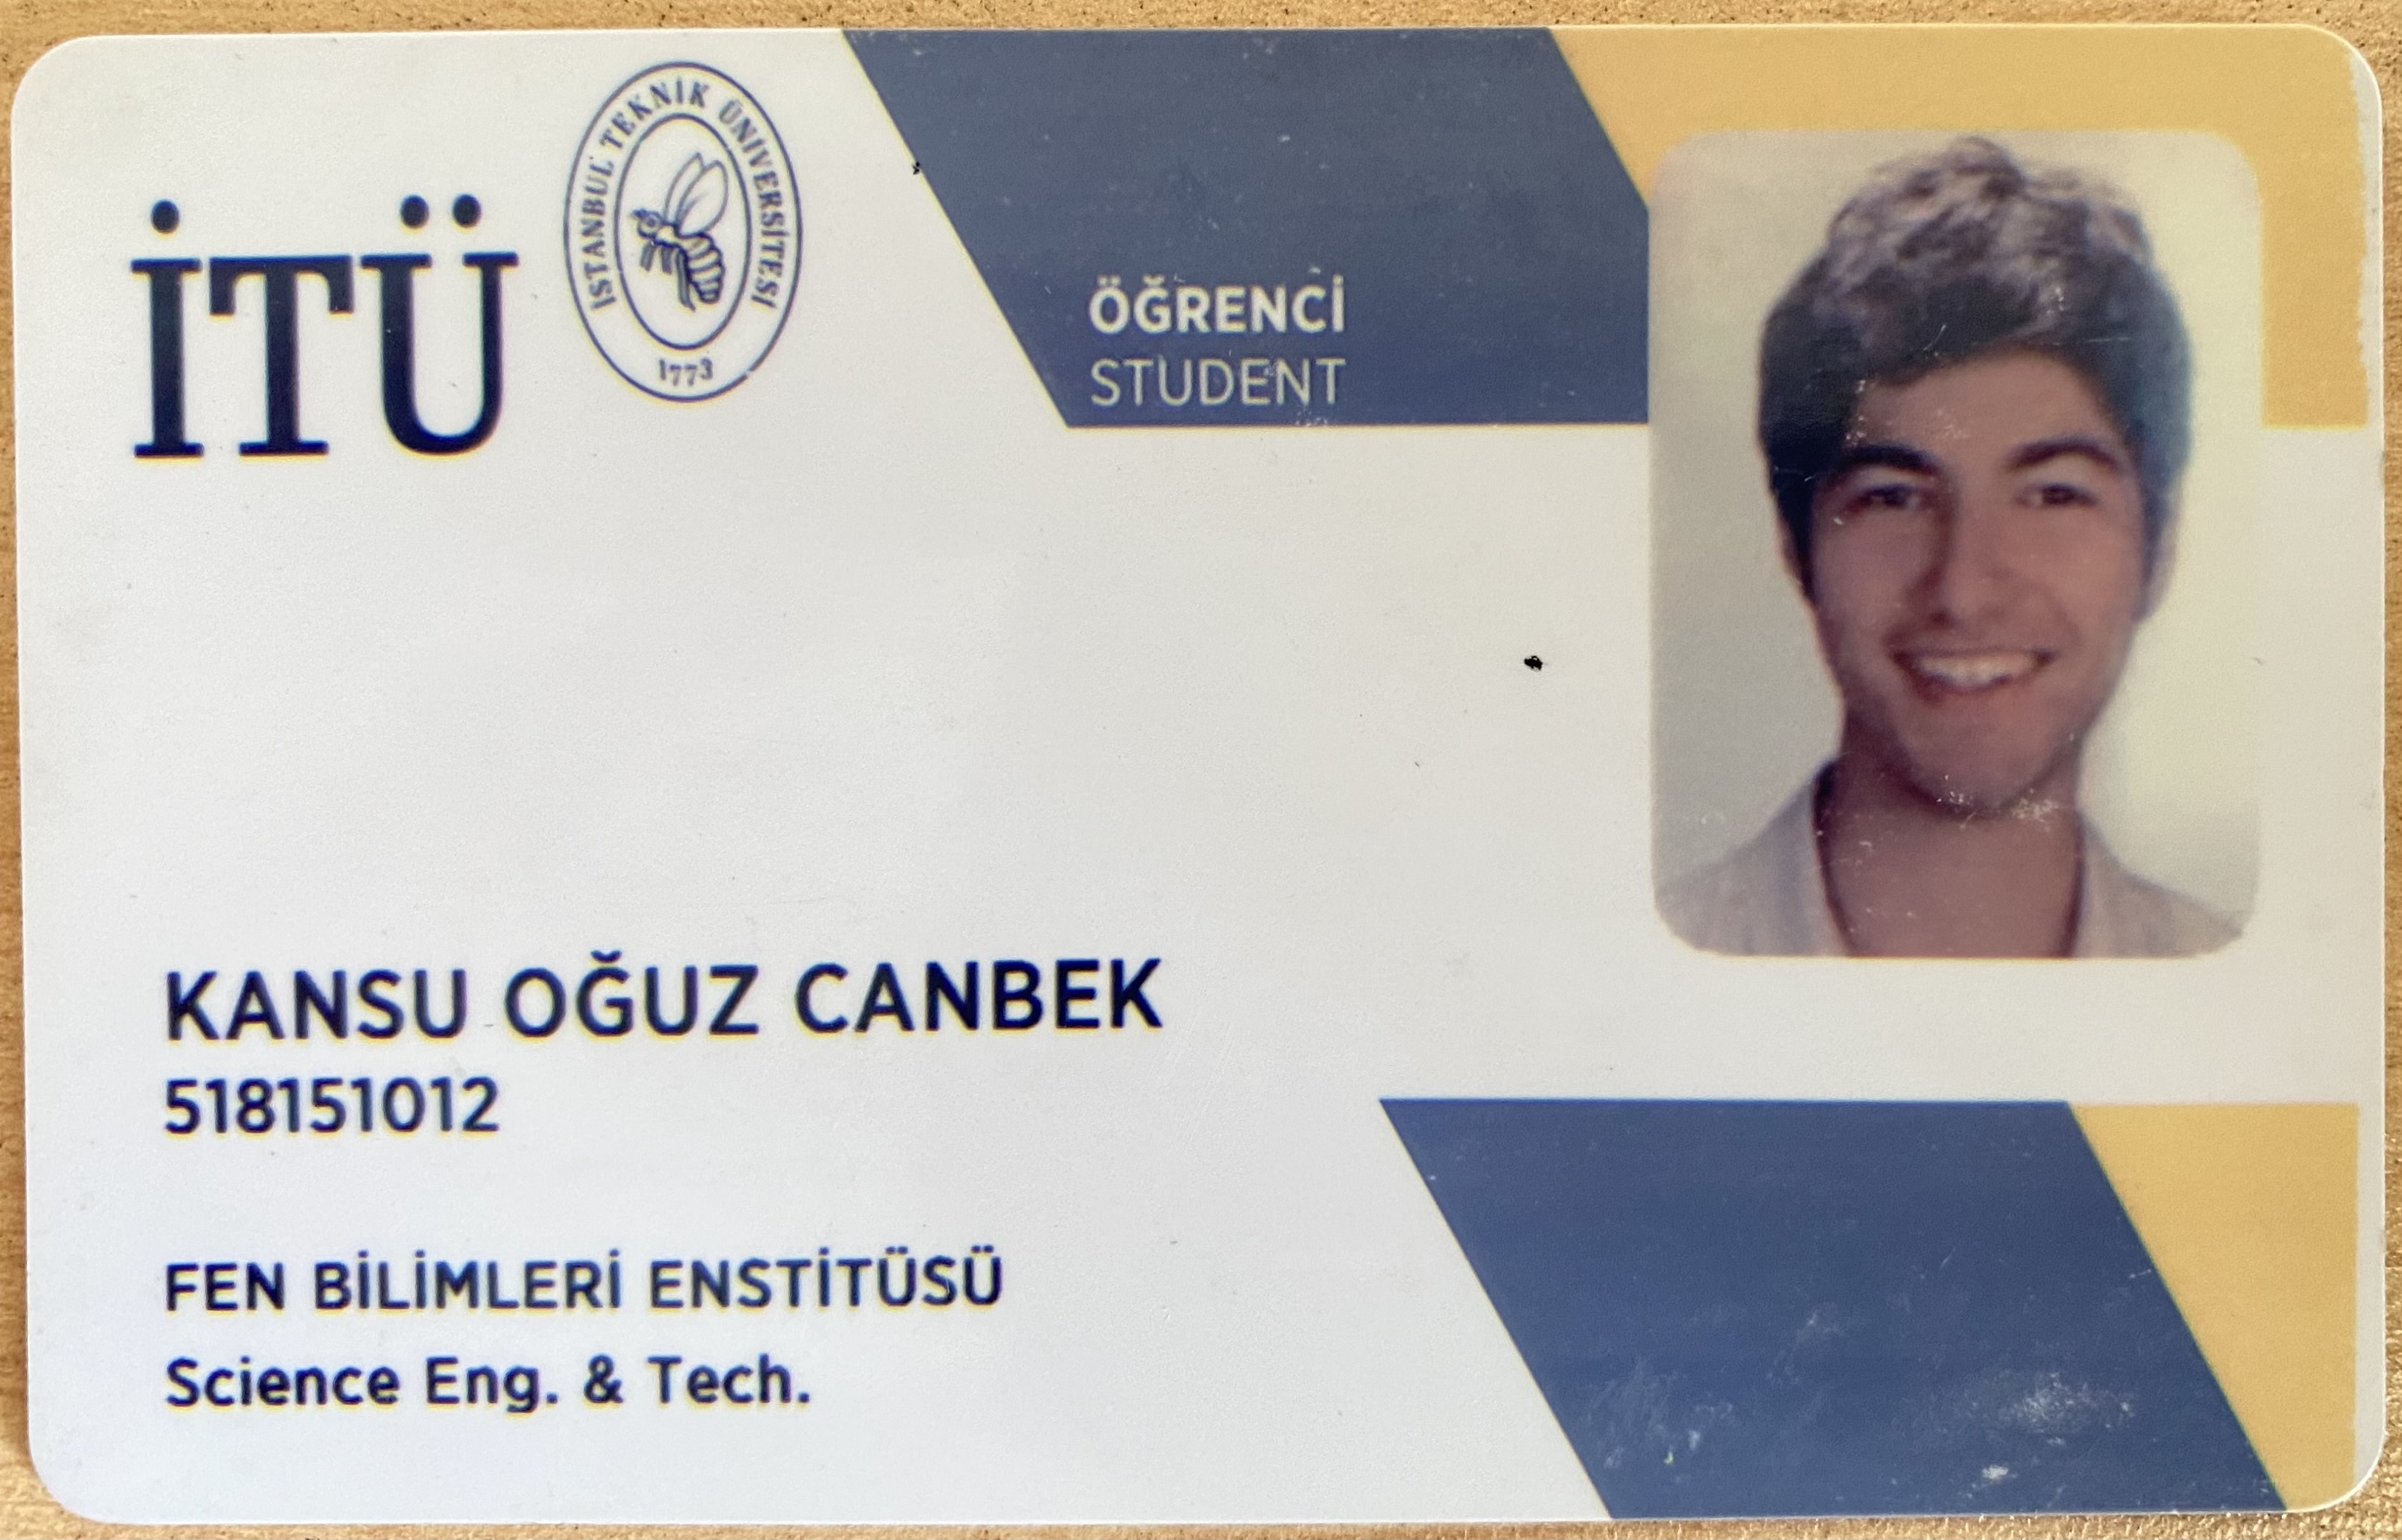 İTÜ
İSTANBUL TEKNİK ÜNİVERSİTESİ
1773
ÖĞRENCİ
STUDENT
KANSU OĞUZ CANBEK
518151012
FEN BİLİMLERİ ENSTİTÜSÜ
Science Eng. & Tech.